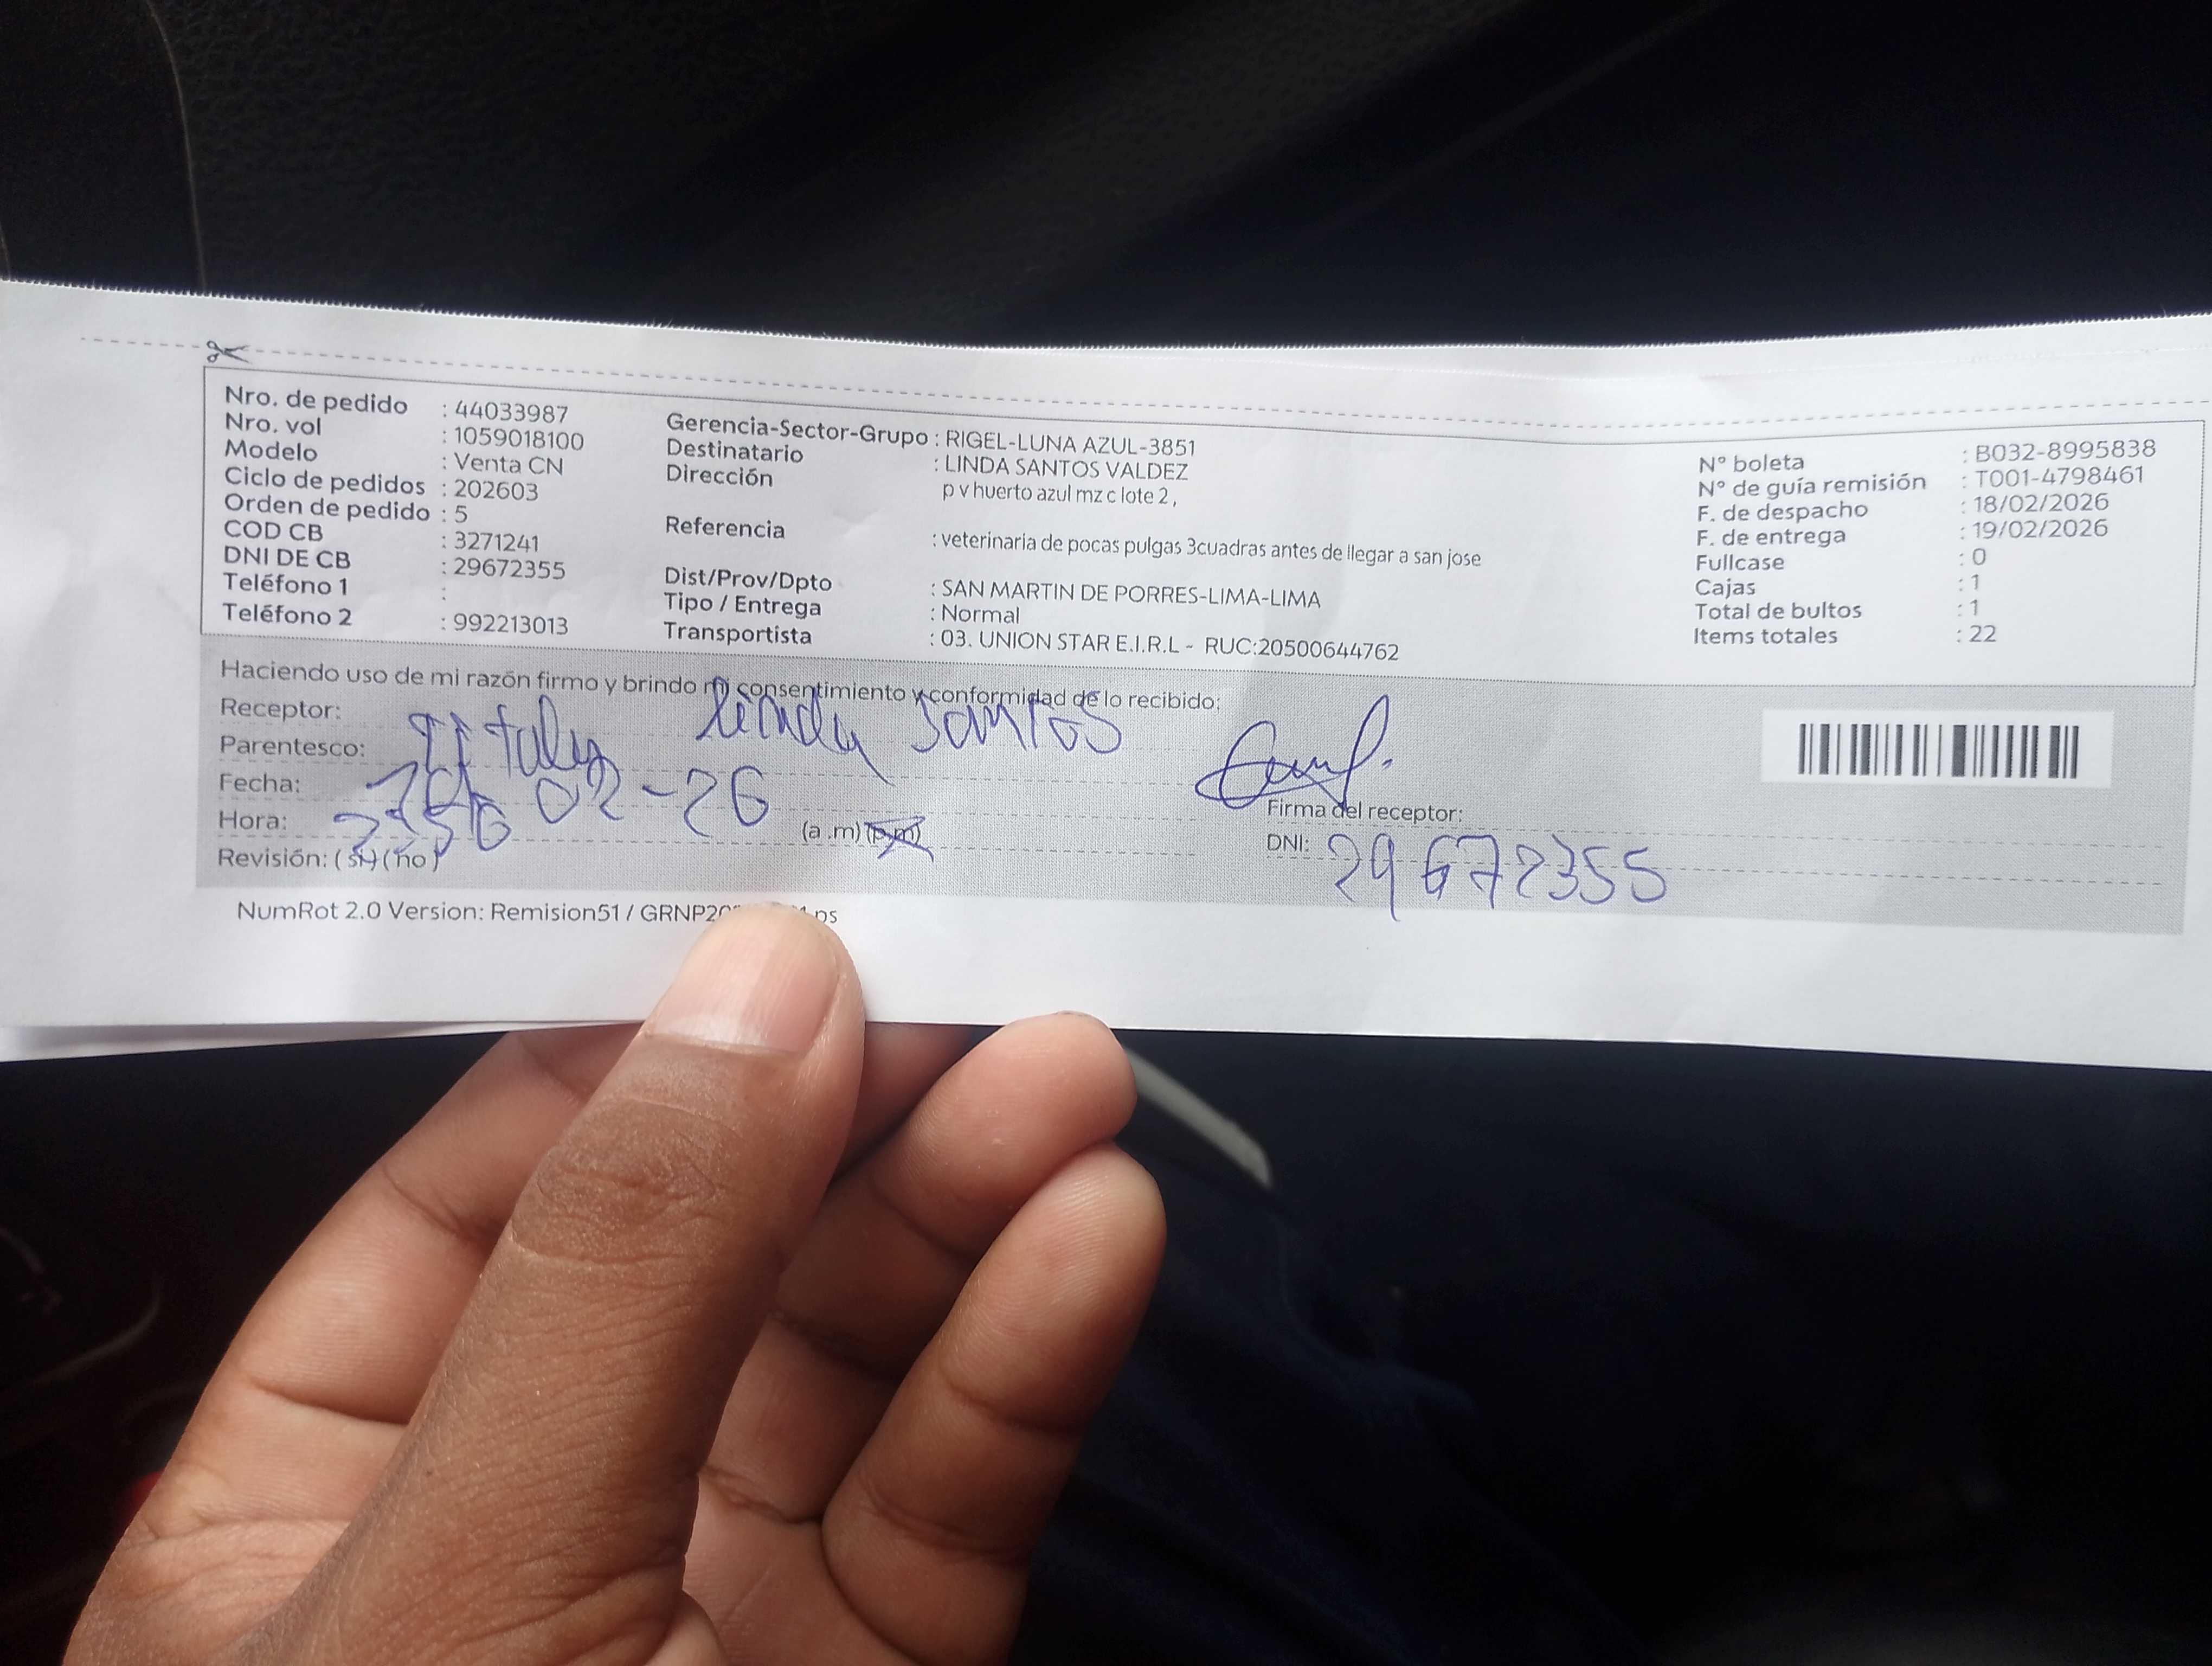 Nro. de pedido : 44033987
Nro. vol : 1059018100
Modelo : Venta CN
Ciclo de pedidos : 202603
Orden de pedido : 5
COD CB : 3271241
DNI DE CB : 29672355
Teléfono 1 :
Teléfono 2 : 992213013
Gerencia-Sector-Grupo : RIGEL-LUNA AZUL-3851
Destinatario : LINDA SANTOS VALDEZ
Dirección p v huerto azul mz c lote 2 ,
Referencia : veterinaria de pocas pulgas 3cuadras antes de llegar a san jose
Dist/Prov/Dpto : SAN MARTIN DE PORRES-LIMA-LIMA
Tipo / Entrega : Normal
Transportista : 03. UNION STAR E.I.R.L - RUC:20500644762
N° boleta : B032-8995838
N° de guía remisión : T001-4798461
F. de despacho : 18/02/2026
F. de entrega : 19/02/2026
Fullcase : 0
Cajas : 1
Total de bultos : 1
Items totales : 22
Haciendo uso de mi razón firmo y brindo mi consentimiento y conformidad de lo recibido:
Receptor: linda Santos
Parentesco:
Fecha: 02-26
Hora: (a .m) (p.m)
Revisión: ( si ) ( no )
Firma del receptor:
DNI: 29672355
NumRot 2.0 Version: Remision51 / .ps